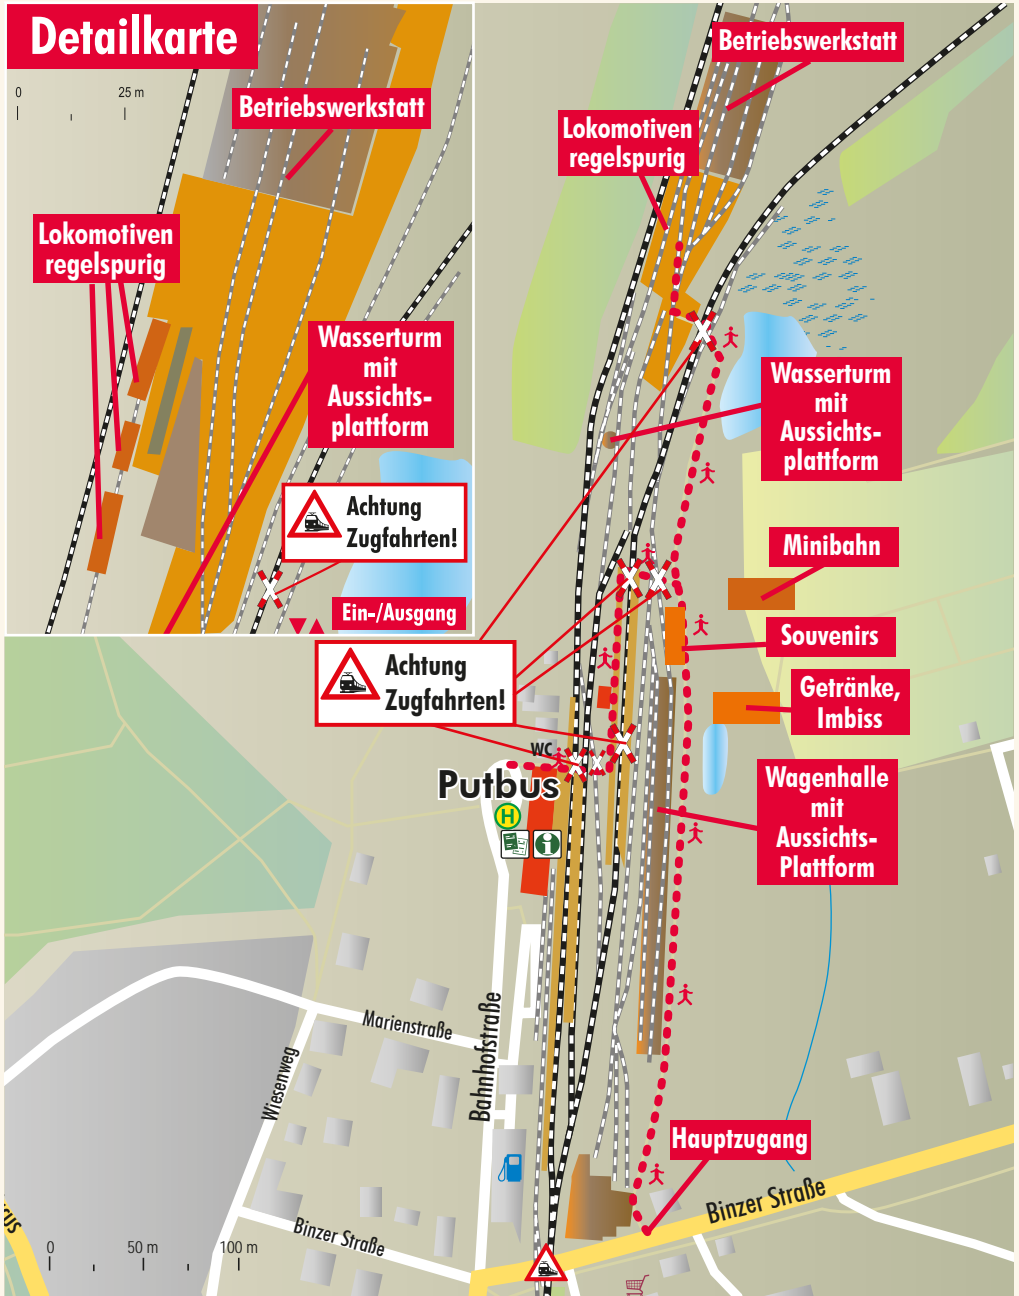 Detailkarte
0
25 m
Betriebswerkstatt
Lokomotiven
regelspurig
Wasserturm
mit
Aussichts-
plattform
Achtung
Zugfahrten!
Ein-/Ausgang
Betriebswerkstatt
Lokomotiven
regelspurig
Wasserturm
mit
Aussichts-
plattform
Minibahn
Souvenirs
Getränke,
Imbiss
Achtung
Zugfahrten!
WC
Putbus
H
i
Wagenhalle
mit
Aussichts-
Plattform
Marienstraße
Bahnhofstraße
Wiesenweg
Hauptzugang
Binzer Straße
Binzer Straße
0
50 m
100 m